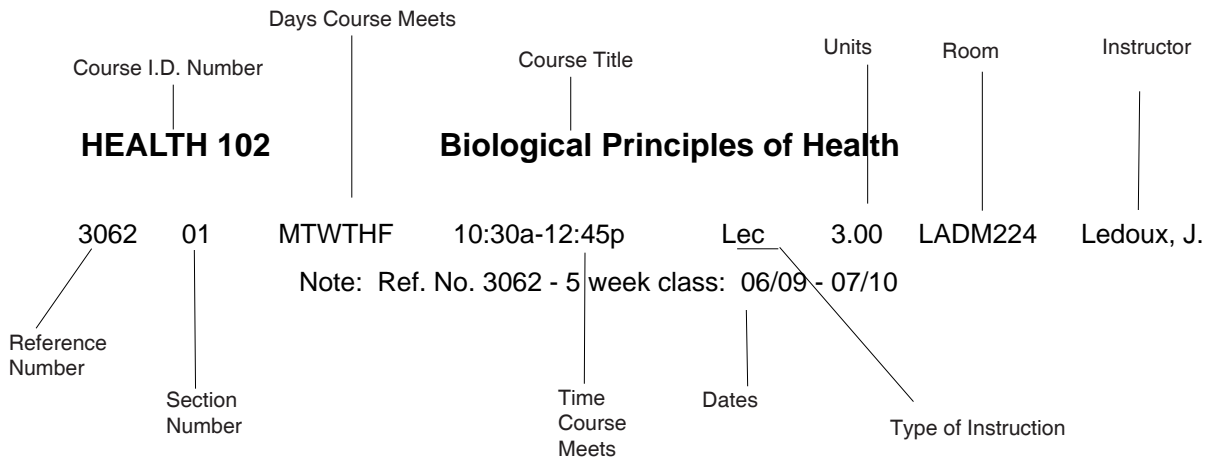 Days Course Meets
Units
Room
Instructor
Course I.D. Number
Course Title
HEALTH 102 Biological Principles of Health
3062 01 MTWTHF 10:30a-12:45p Lec 3.00 LADM224 Ledoux, J.
Note: Ref. No. 3062 - 5 week class: 06/09 - 07/10
Reference
Number
Section
Number
Time
Course
Meets
Dates
Type of Instruction